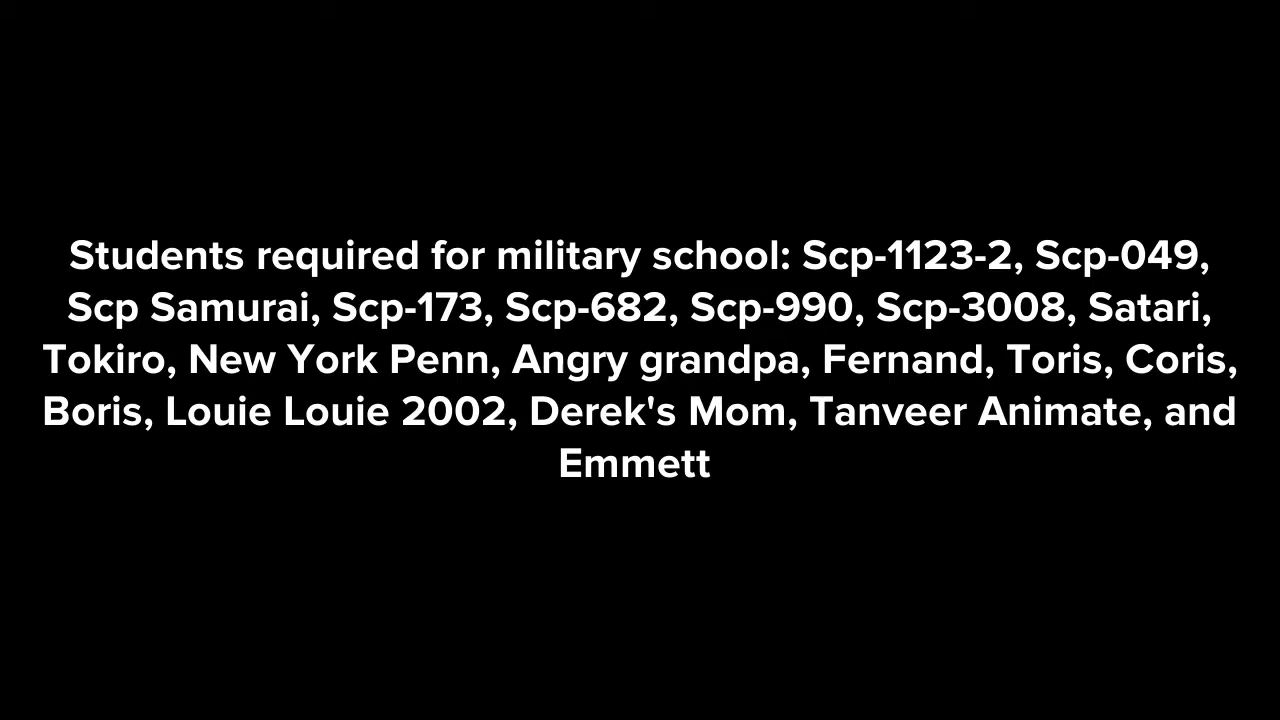 Students required for military school: Scp-1123-2, Scp-049,
Scp Samurai, Scp-173, Scp-682, Scp-990, Scp-3008, Satari,
Tokiro, New York Penn, Angry grandpa, Fernand, Toris, Coris,
Boris, Louie Louie 2002, Derek's Mom, Tanveer Animate, and
Emmett